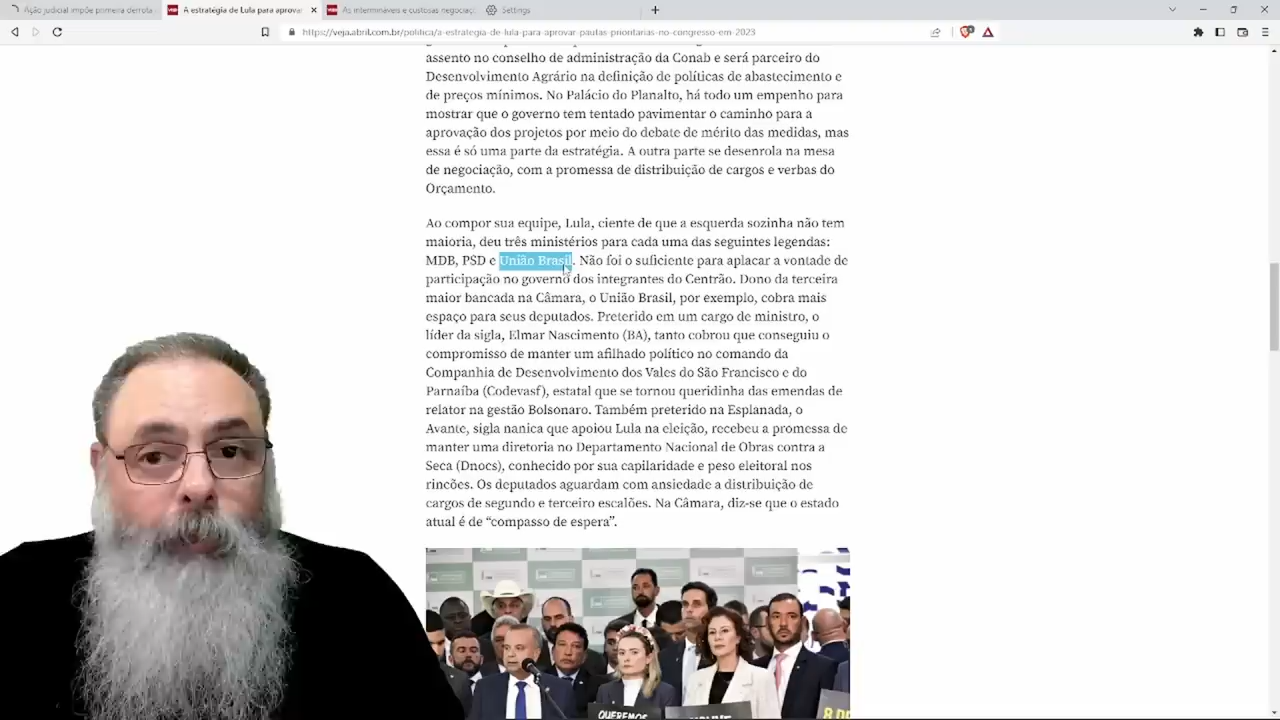 Ação judicial impõe primeira derrota
A estratégia de Lula para aprovar
As intermináveis e custosas negociaç
Settings
https://veja.abril.com.br/politica/a-estrategia-de-lula-para-aprovar-pautas-prioritarias-no-congresso-em-2023
assento no conselho de administração da Conab e será parceiro do
Desenvolvimento Agrário na definição de políticas de abastecimento e
de preços mínimos. No Palácio do Planalto, há todo um empenho para
mostrar que o governo tem tentado pavimentar o caminho para a
aprovação dos projetos por meio do debate de mérito das medidas, mas
essa é só uma parte da estratégia. A outra parte se desenrola na mesa
de negociação, com a promessa de distribuição de cargos e verbas do
Orçamento.
Ao compor sua equipe, Lula, ciente de que a esquerda sozinha não tem
maioria, deu três ministérios para cada uma das seguintes legendas:
MDB, PSD e União Brasil. Não foi o suficiente para aplacar a vontade de
participação no governo dos integrantes do Centrão. Dono da terceira
maior bancada na Câmara, o União Brasil, por exemplo, cobra mais
espaço para seus deputados. Preterido em um cargo de ministro, o
líder da sigla, Elmar Nascimento (BA), tanto cobrou que conseguiu o
compromisso de manter um afilhado político no comando da
Companhia de Desenvolvimento dos Vales do São Francisco e do
Parnaíba (Codevasf), estatal que se tornou queridinha das emendas de
relator na gestão Bolsonaro. Também preterido na Esplanada, o
Avante, sigla nanica que apoiou Lula na eleição, recebeu a promessa de
manter uma diretoria no Departamento Nacional de Obras contra a
Seca (Dnocs), conhecido por sua capilaridade e peso eleitoral nos
rincões. Os deputados aguardam com ansiedade a distribuição de
cargos de segundo e terceiro escalões. Na Câmara, diz-se que o estado
atual é de “compasso de espera”.
QUEREMOS